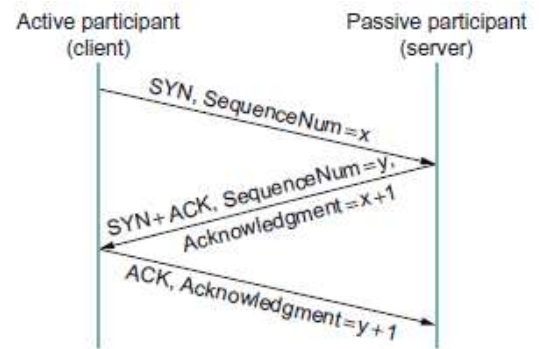 Active participant
(client)
Passive participant
(server)
SYN, SequenceNum=x
SYN+ACK, SequenceNum=y,
Acknowledgment=x+1
ACK, Acknowledgment=y+1